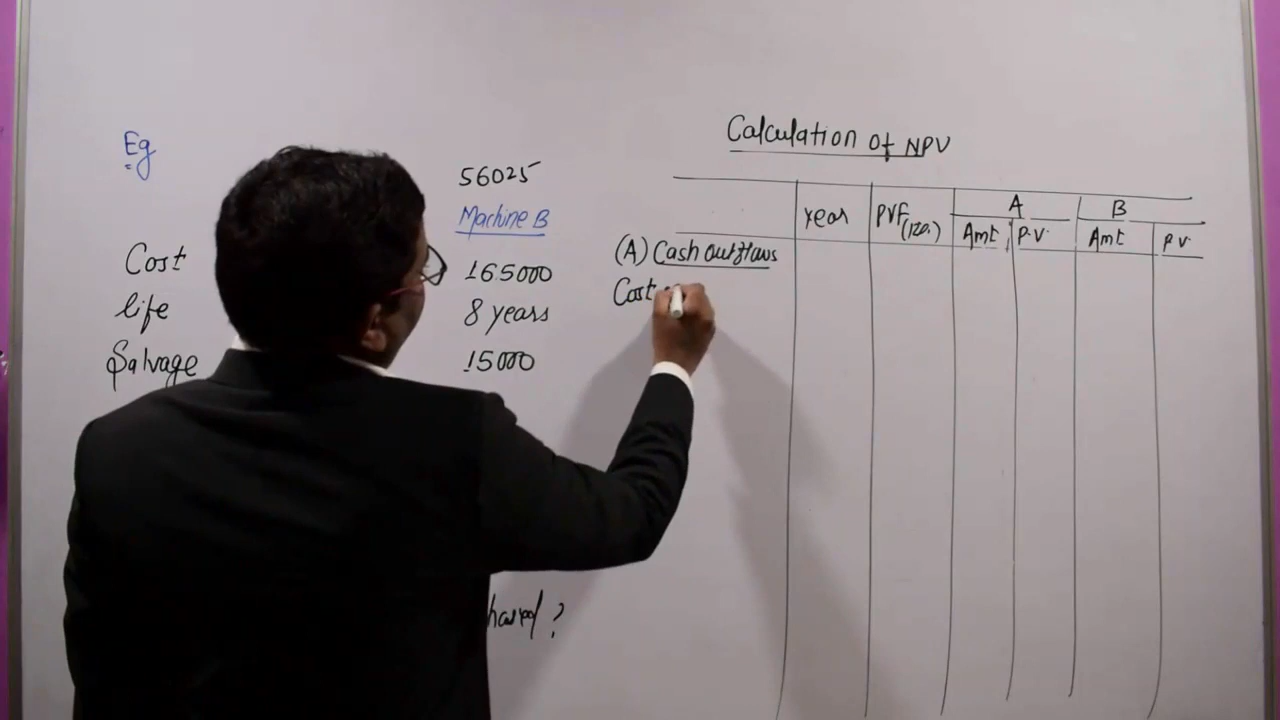 Eg
56025
Machine B
Cost 165000
life 8 years
Salvage 15000
?
Calculation of NPV
year PVF(12%) A B
Amt P.V. Amt P.V.
(A) Cash outflows
Cost